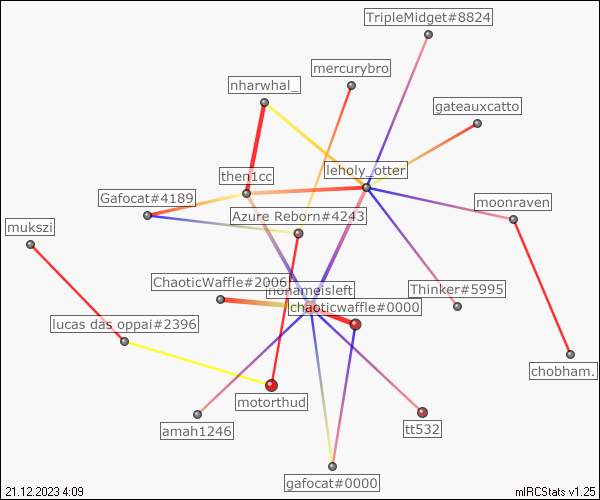 TripleMidget#8824
mercurybro
nharwhal_
gateauxcatto
leholy_otter
then1cc
Gafocat#4189
moonraven
Azure Reborn#4243
mukszi
ChaoticWaffle#2006
nonameisleft
Thinker#5995
chaoticwaffle#0000
lucas das oppai#2396
chobham.
motorthud
amah1246
tt532
gafocat#0000
21.12.2023 4:09
mIRCStats v1.25